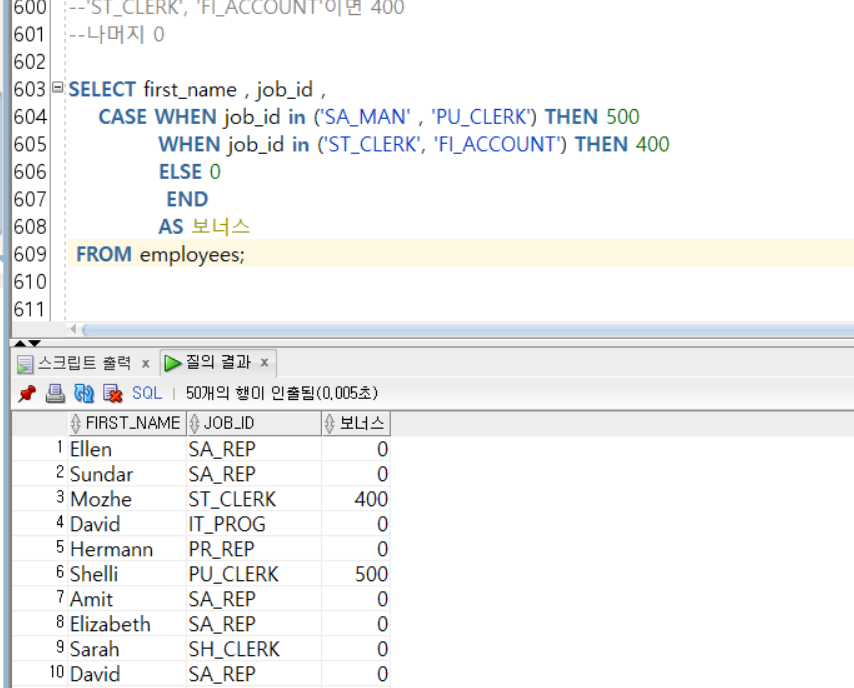 600 --'ST_CLERK', 'FI_ACCOUNT'이면 400
601 --나머지 0
602
603 SELECT first_name , job_id ,
604 CASE WHEN job_id in ('SA_MAN' , 'PU_CLERK') THEN 500
605 WHEN job_id in ('ST_CLERK', 'FI_ACCOUNT') THEN 400
606 ELSE 0
607 END
608 AS 보너스
609 FROM employees;
610
611
스크립트 출력 x 질의 결과 x
SQL | 50개의 행이 인출됨(0,005초)
FIRST_NAME JOB_ID 보너스
1 Ellen SA_REP 0
2 Sundar SA_REP 0
3 Mozhe ST_CLERK 400
4 David IT_PROG 0
5 Hermann PR_REP 0
6 Shelli PU_CLERK 500
7 Amit SA_REP 0
8 Elizabeth SA_REP 0
9 Sarah SH_CLERK 0
10 David SA_REP 0